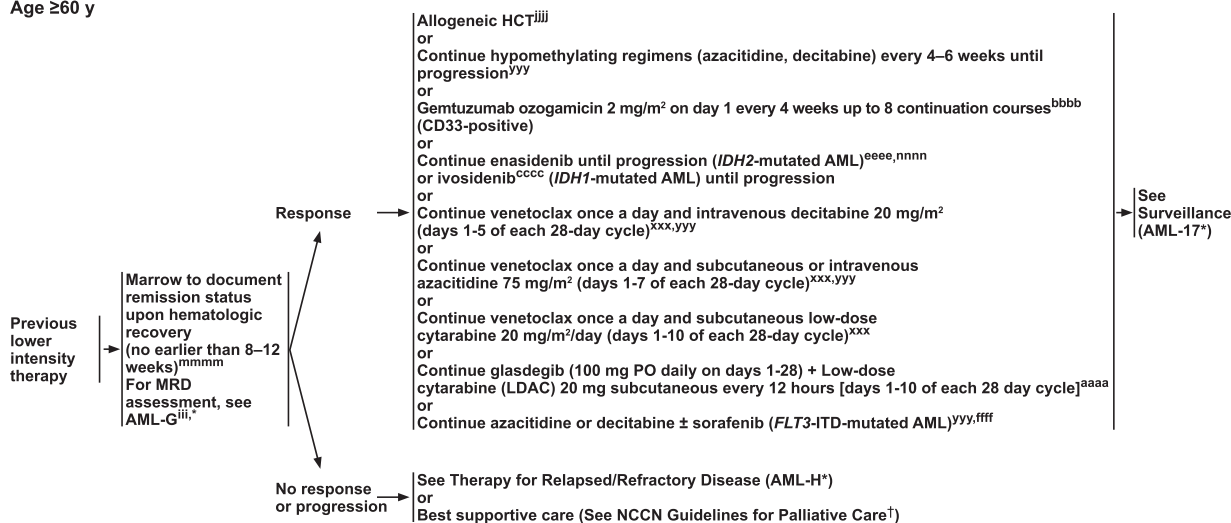 Age ≥60 y
Previous
lower
intensity
therapy
Marrow to document
remission status
upon hematologic
recovery
(no earlier than 8–12
weeks)mmmm
For MRD
assessment, see
AML-Giii,*
Response
Allogeneic HCTjjjj
or
Continue hypomethylating regimens (azacitidine, decitabine) every 4–6 weeks until
progressionyyy
or
Gemtuzumab ozogamicin 2 mg/m2 on day 1 every 4 weeks up to 8 continuation coursesbbbb
(CD33-positive)
or
Continue enasidenib until progression (IDH2-mutated AML)eeee,nnnn
or ivosidenibcccc (IDH1-mutated AML) until progression
or
Continue venetoclax once a day and intravenous decitabine 20 mg/m2
(days 1-5 of each 28-day cycle)xxx,yyy
or
Continue venetoclax once a day and subcutaneous or intravenous
azacitidine 75 mg/m2 (days 1-7 of each 28-day cycle)xxx,yyy
or
Continue venetoclax once a day and subcutaneous low-dose
cytarabine 20 mg/m2/day (days 1-10 of each 28-day cycle)xxx
or
Continue glasdegib (100 mg PO daily on days 1-28) + Low-dose
cytarabine (LDAC) 20 mg subcutaneous every 12 hours [days 1-10 of each 28 day cycle]aaaa
or
Continue azacitidine or decitabine ± sorafenib (FLT3-ITD-mutated AML)yyy,ffff
See
Surveillance
(AML-17*)
No response
or progression
See Therapy for Relapsed/Refractory Disease (AML-H*)
or
Best supportive care (See NCCN Guidelines for Palliative Care†)